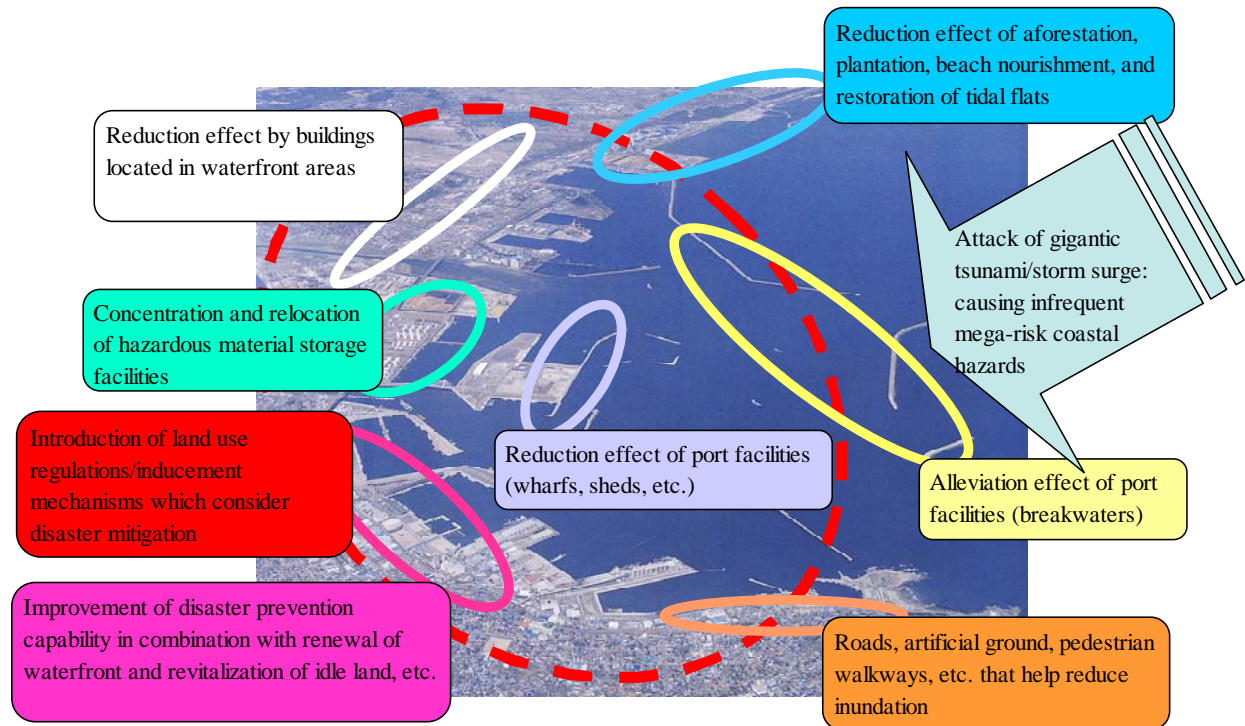 Reduction effect of aforestation,
plantation, beach nourishment, and
restoration of tidal flats
Reduction effect by buildings
located in waterfront areas
Attack of gigantic
tsunami/storm surge:
causing infrequent
mega-risk coastal
hazards
Concentration and relocation
of hazardous material storage
facilities
Introduction of land use
regulations/inducement
mechanisms which consider
disaster mitigation
Reduction effect of port facilities
(wharfs, sheds, etc.)
Alleviation effect of port
facilities (breakwaters)
Improvement of disaster prevention
capability in combination with renewal of
waterfront and revitalization of idle land, etc.
Roads, artificial ground, pedestrian
walkways, etc. that help reduce
inundation